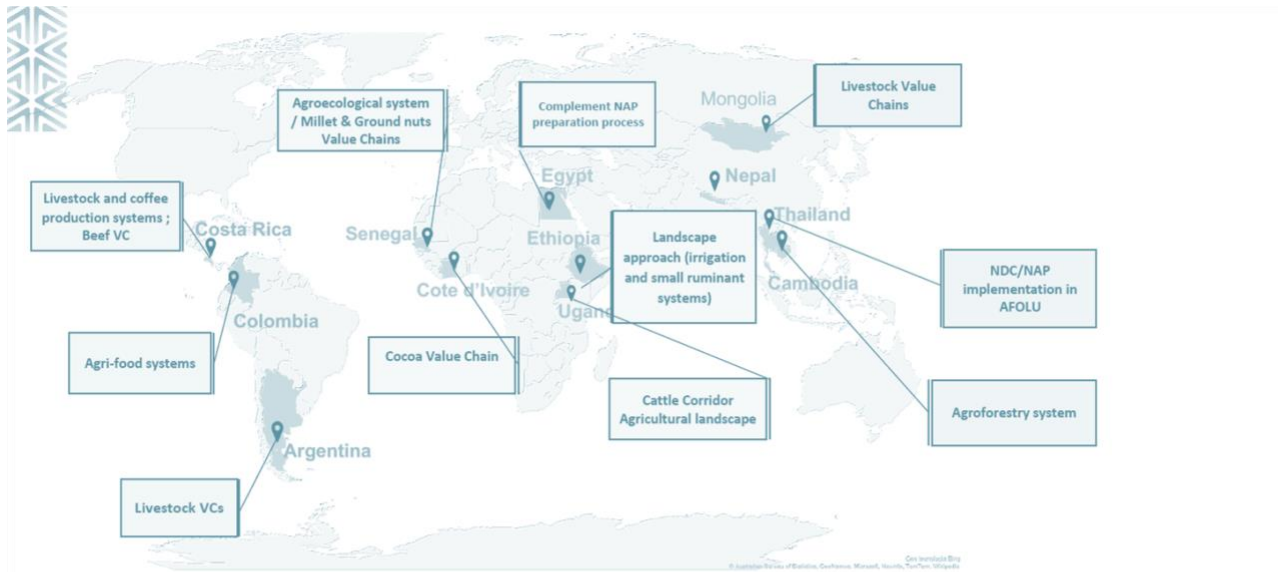 Mongolia
Livestock Value
Chains
Agroecological system
/ Millet & Ground nuts
Value Chains
Complement NAP
preparation process
Egypt
Nepal
Livestock and coffee
production systems ;
Beef VC
Costa Rica
Senegal
Ethiopia
Landscape
approach (irrigation
and small ruminant
systems)
Thailand
Cote d'Ivoire
Cambodia
NDC/NAP
implementation in
AFOLU
Colombia
Agri-food systems
Cocoa Value Chain
Cattle Corridor
Agricultural landscape
Agroforestry system
Argentina
Livestock VCs